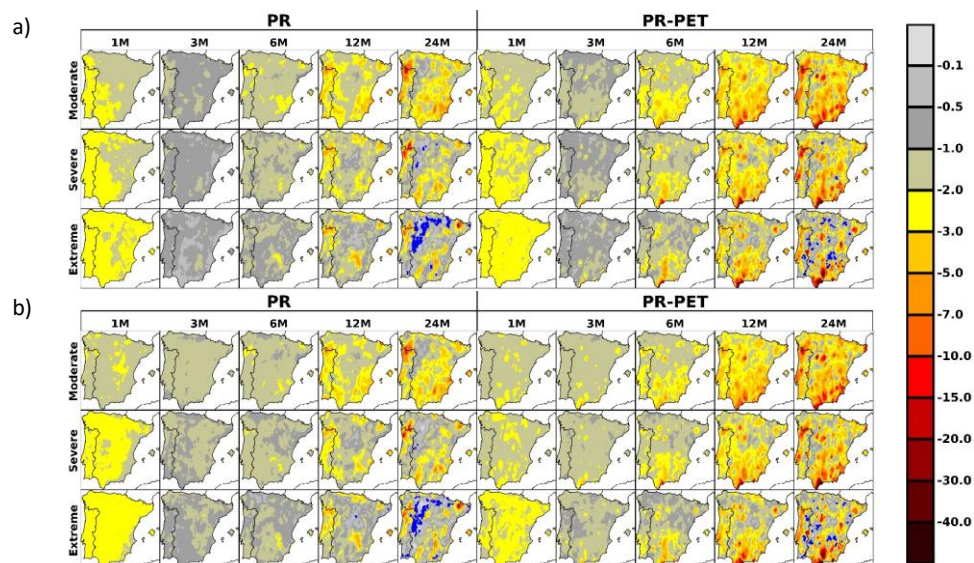 a)
PR PR-PET
1M 3M 6M 12M 24M 1M 3M 6M 12M 24M
Moderate
Severe
Extreme
b)
PR PR-PET
1M 3M 6M 12M 24M 1M 3M 6M 12M 24M
Moderate
Severe
Extreme
-0.1
-0.5
-1.0
-2.0
-3.0
-5.0
-7.0
-10.0
-15.0
-30.0
-40.0